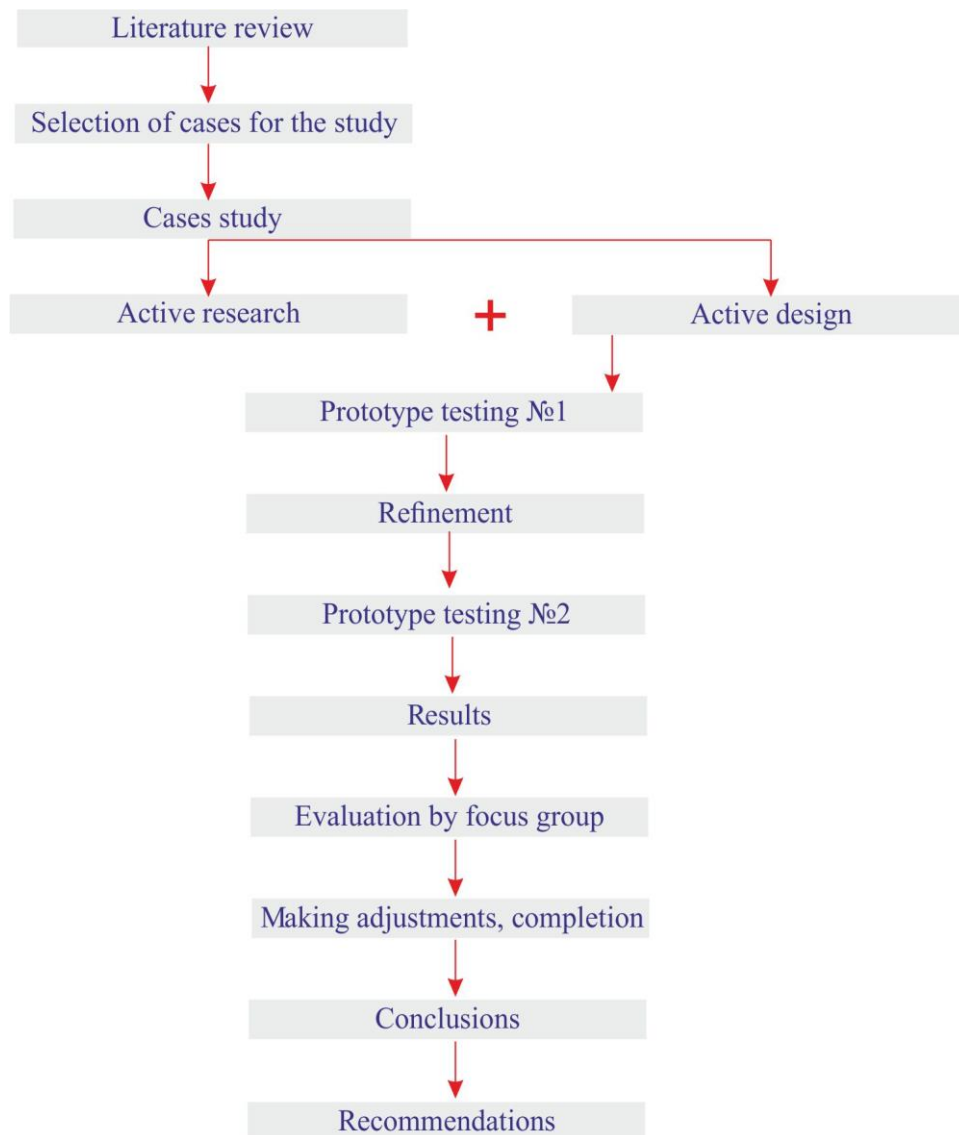 Literature review
Selection of cases for the study
Cases study
Active research
+
Active design
Prototype testing №1
Refinement
Prototype testing №2
Results
Evaluation by focus group
Making adjustments, completion
Conclusions
Recommendations